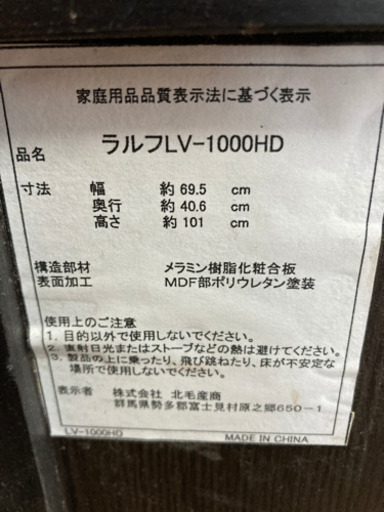 家庭用品品質表示法に基づく表示
品名 ラルフLV-1000HD
寸法 幅 約 69.5 cm
奥行 約 40.6 cm
高さ 約 101 cm
構造部材 メラミン樹脂化粧合板
表面加工 MDF部ポリウレタン塗装
使用上のご注意
1. 目的以外で使用しないでください。
2. 直射日光またはストーブなどの熱は避けてください。
3. 製品の上に乗ったり、飛び跳ねたり、床が不安定な
場所で使用しないでください。
表示者 株式会社 北毛産商
群馬県勢多郡富士見村原之郷650-1
LV-1000HD MADE IN CHINA